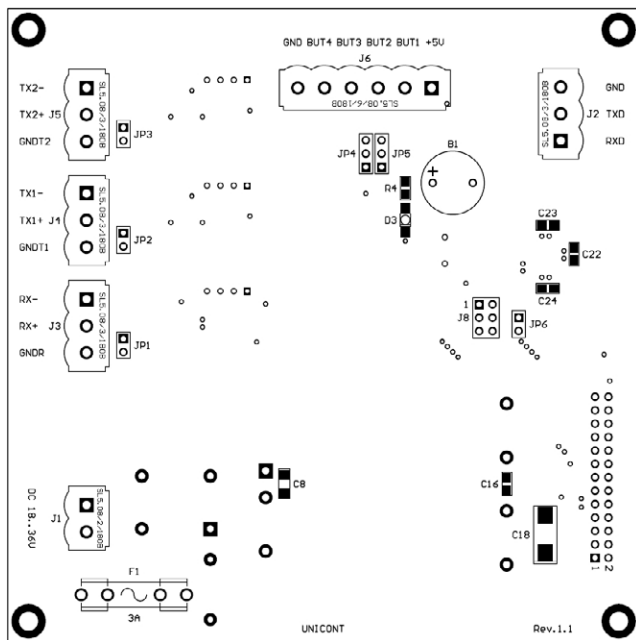 GND BUT4 BUT3 BUT2 BUT1 +5V
J6
SL5.08/6/180B
TX2-
TX2+ J5
GNDT2
SL5.08/3/180B
JP3
GND
J2 TXD
RXD
SL5.08/3/180B
JP4
JP5
B1
+
R4
D3
TX1-
TX1+ J4
GNDT1
SL5.08/3/180B
JP2
C23
C22
C24
RX-
RX+ J3
GNDR
SL5.08/3/180B
JP1
1
J8
JP6
DC 18..36V
J1
SL5.08/2/180B
C8
C16
C18
1
2
F1
3A
UNICONT
Rev.1.1